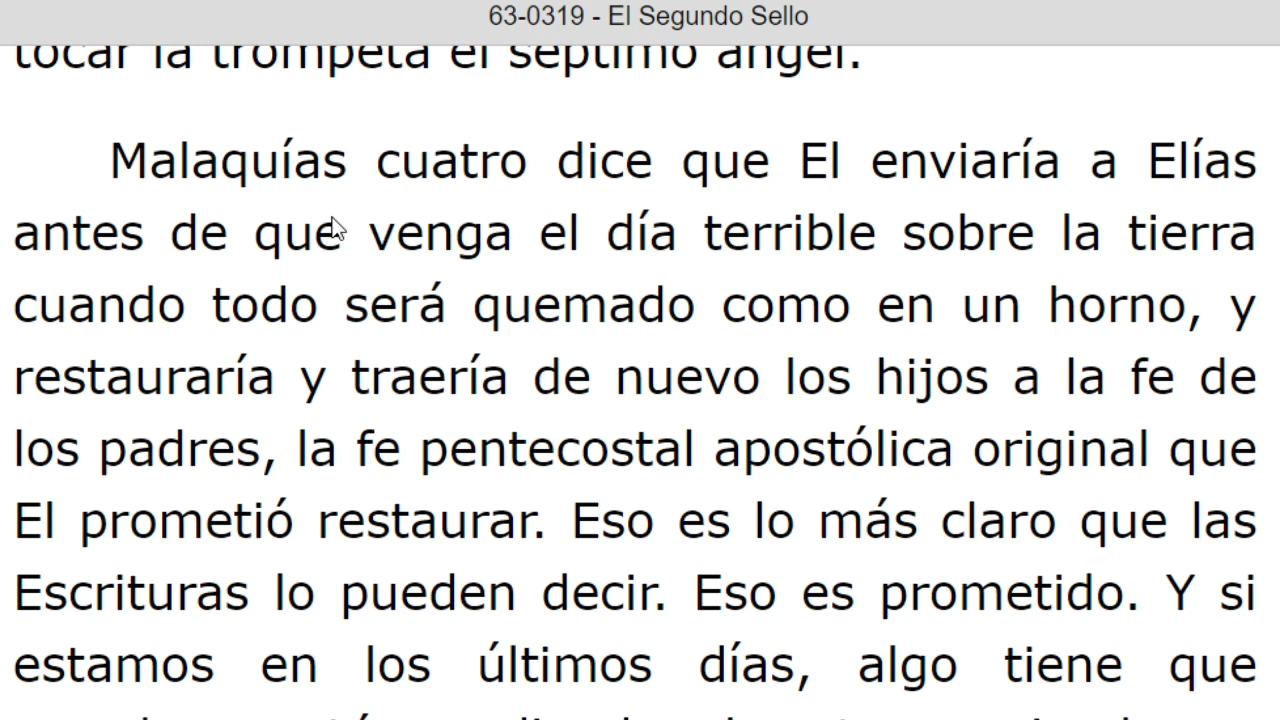 63-0319 - El Segundo Sello
tocar la trompeta el séptimo ángel.
Malaquías cuatro dice que El enviaría a Elías
antes de que venga el día terrible sobre la tierra
cuando todo será quemado como en un horno, y
restauraría y traería de nuevo los hijos a la fe de
los padres, la fe pentecostal apostólica original que
El prometió restaurar. Eso es lo más claro que las
Escrituras lo pueden decir. Eso es prometido. Y si
estamos en los últimos días, algo tiene que